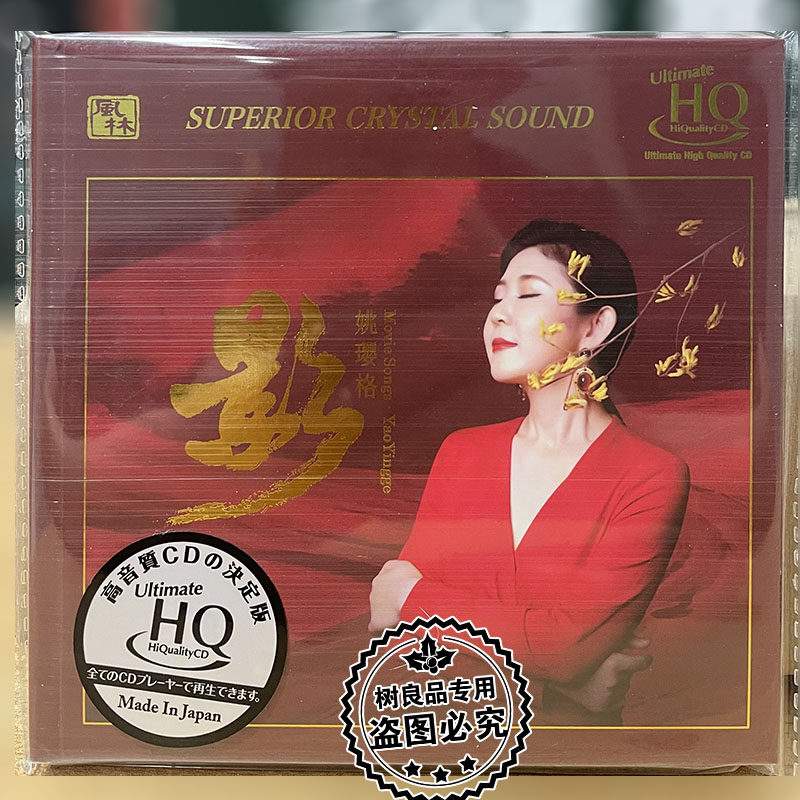 風林
SUPERIOR CRYSTAL SOUND
Ultimate
HQ
HiQualityCD
Ultimate High Quality CD
影
姚璎格
Movie Songs YaoYingge
高音質CDの決定版
Ultimate
HQ
HiQualityCD
全てのCDプレーヤーで再生できます。
Made In Japan
树良品专用
盗图必究